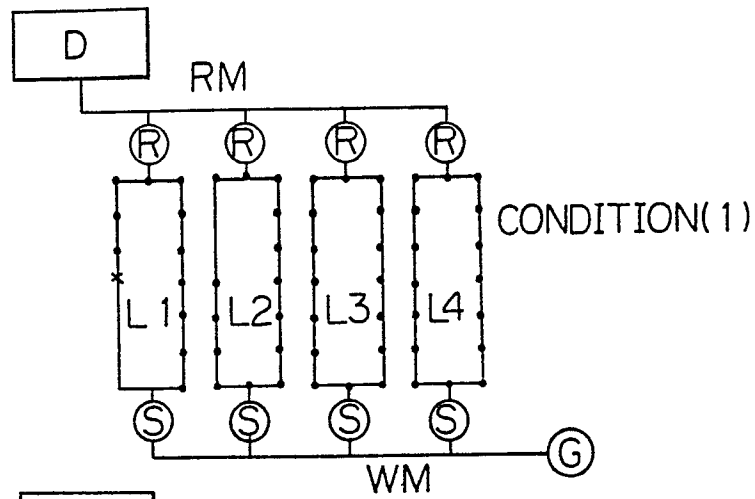 D
RM
R R R R
CONDITION(1)
L1 L2 L3 L4
S S S S
G
WM